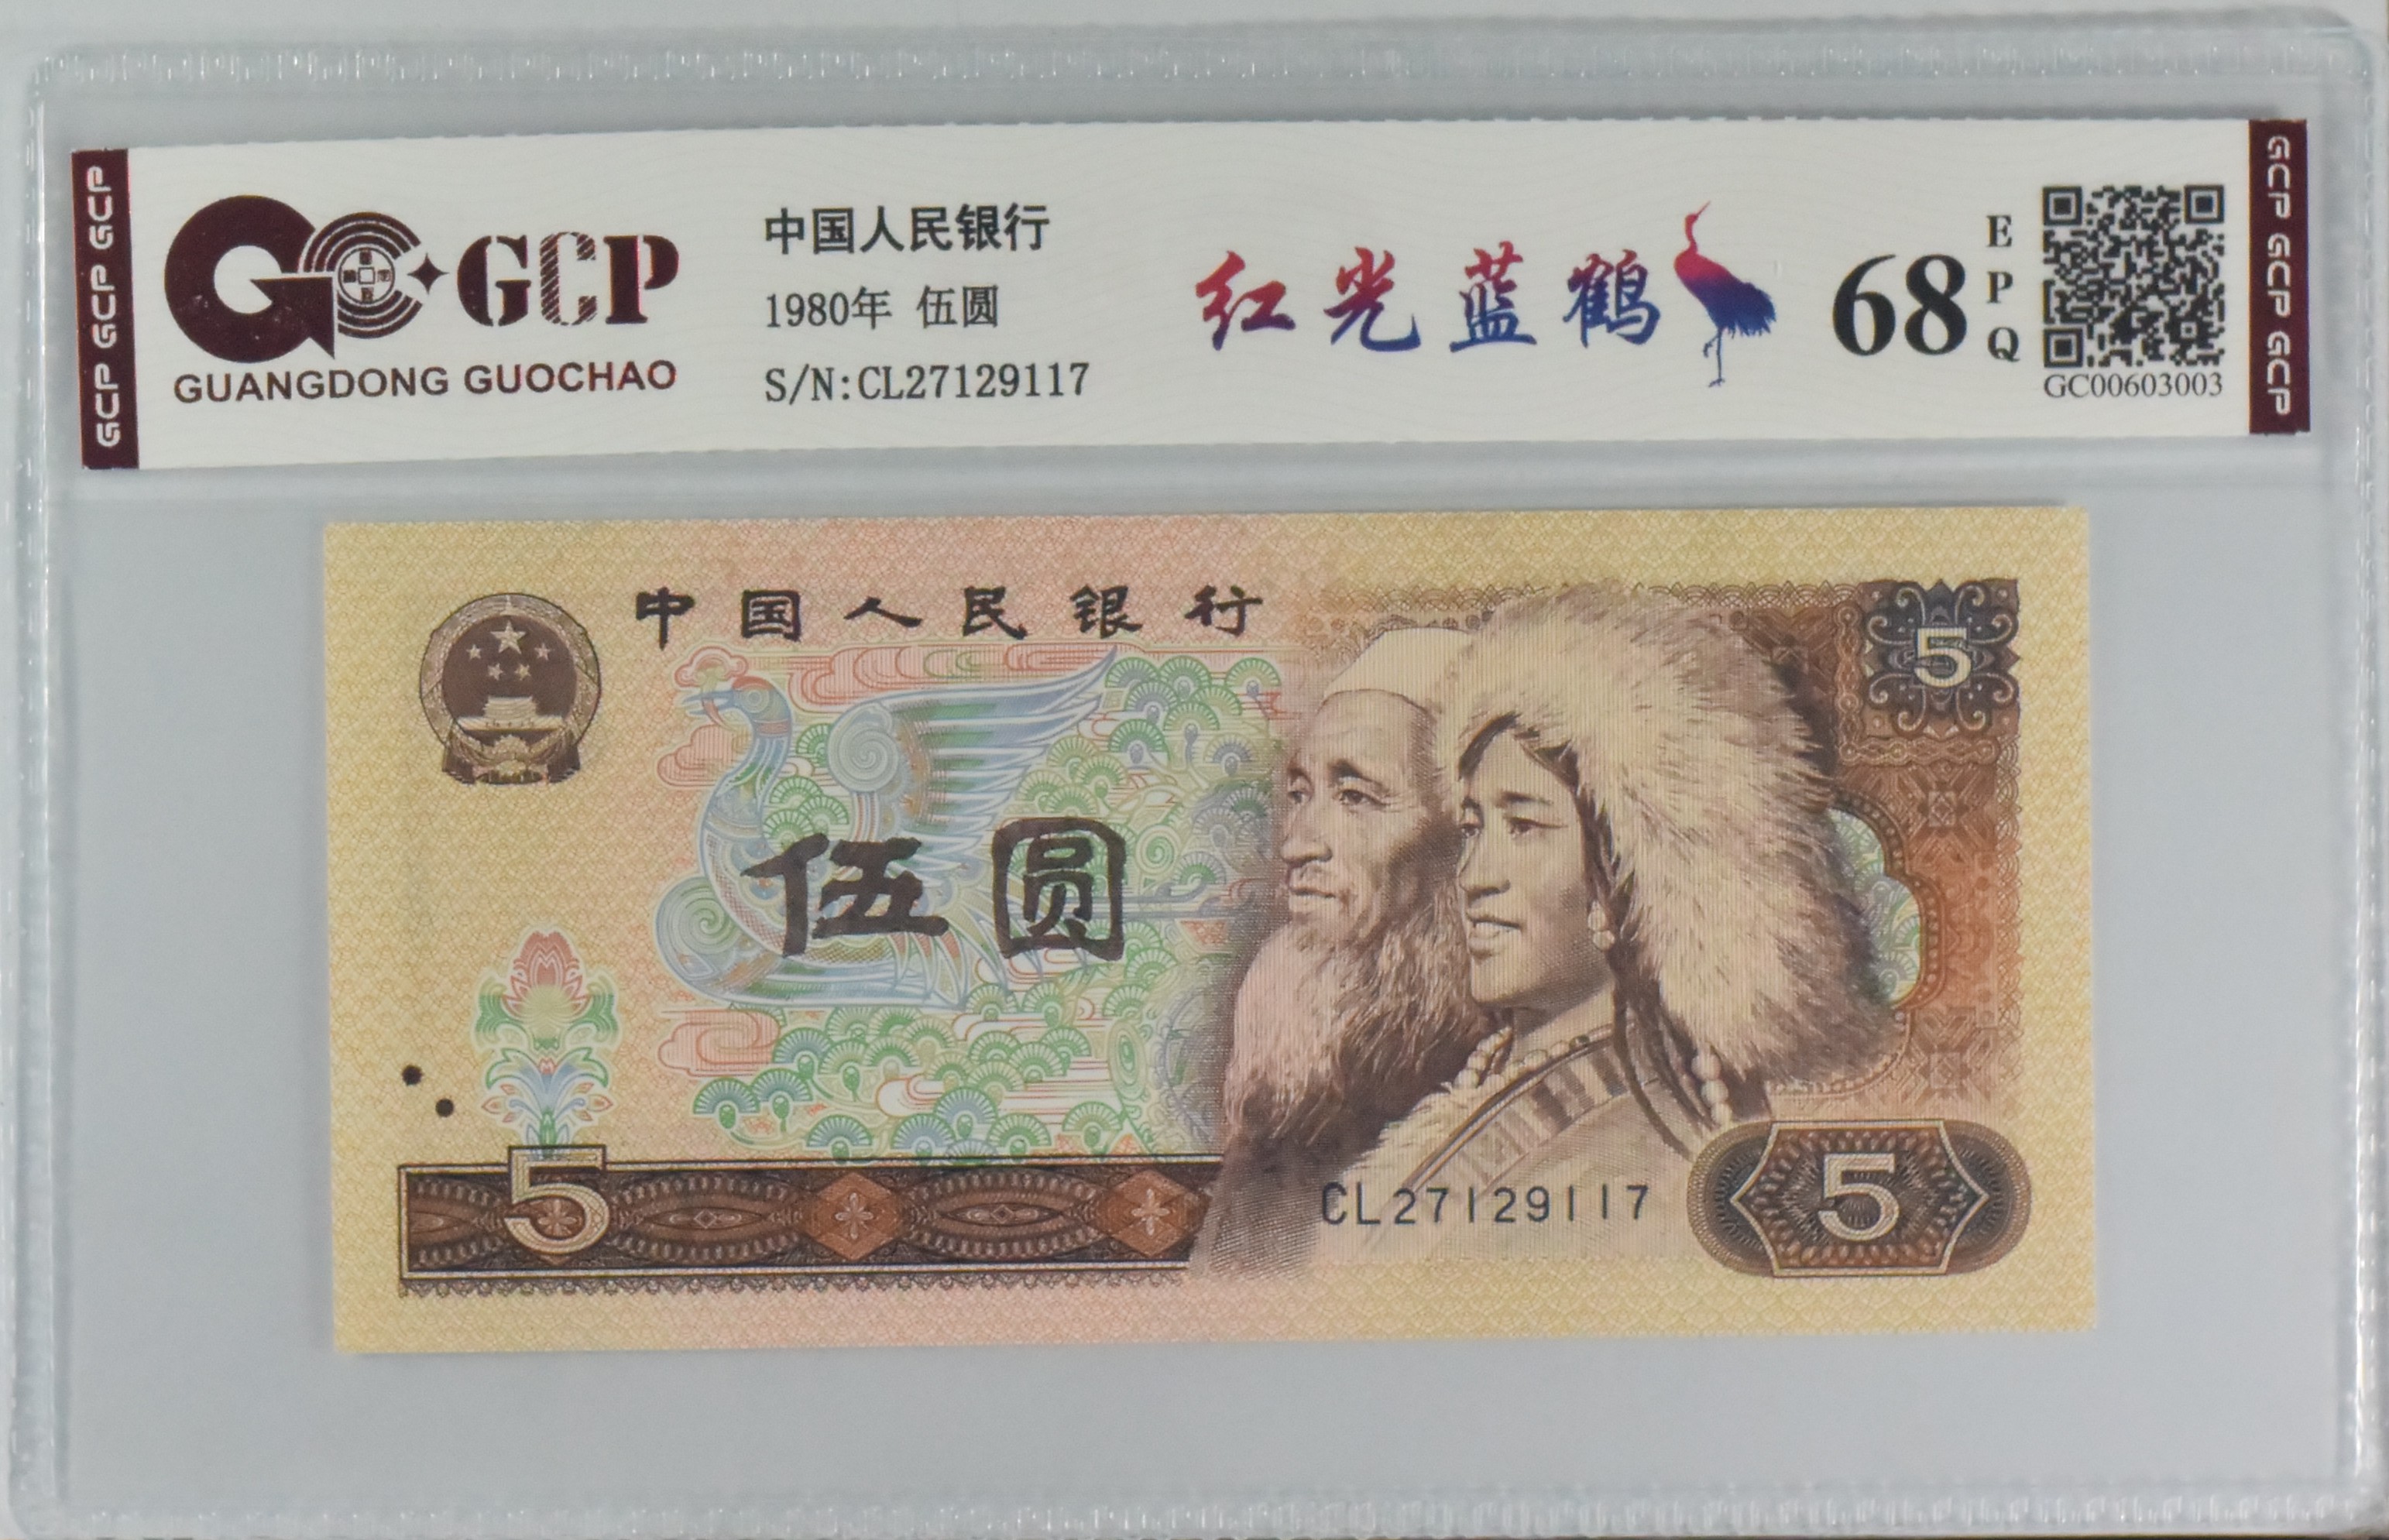 GCP GCP GCP
GCP
GUANGDONG GUOCHAO
中国人民银行
1980年 伍圆
S/N:CL27129117
红光蓝鹤
68
E
P
Q
GC00603003
GCP GCP GCP
中国人民银行
5
伍圆
5
CL27129117
5